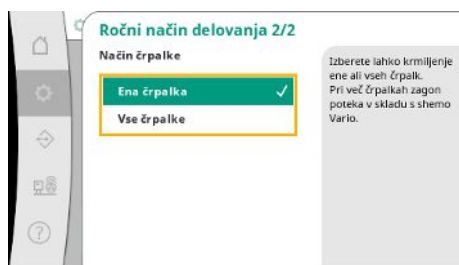 Ročni način delovanja 2/2
Način črpalke
Ena črpalka
Vse črpalke
Izberete lahko krmiljenje
ene ali vseh črpalk.
Pri več črpalkah zagon
poteka v skladu s shemo
Vario.